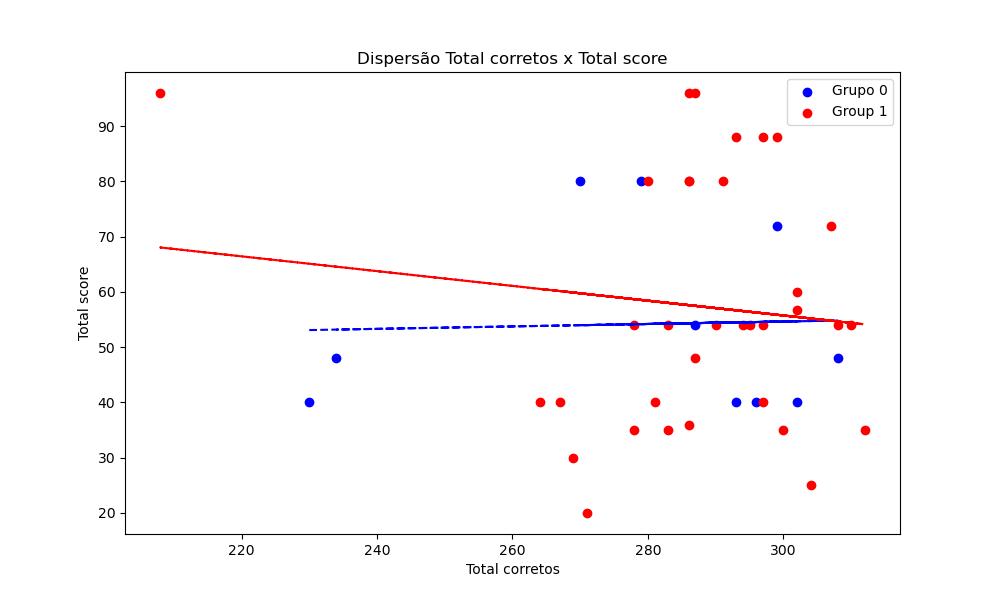 Dispersão Total corretos x Total score
Grupo 0
Group 1
Total score
90
80
70
60
50
40
30
20
220 240 260 280 300
Total corretos